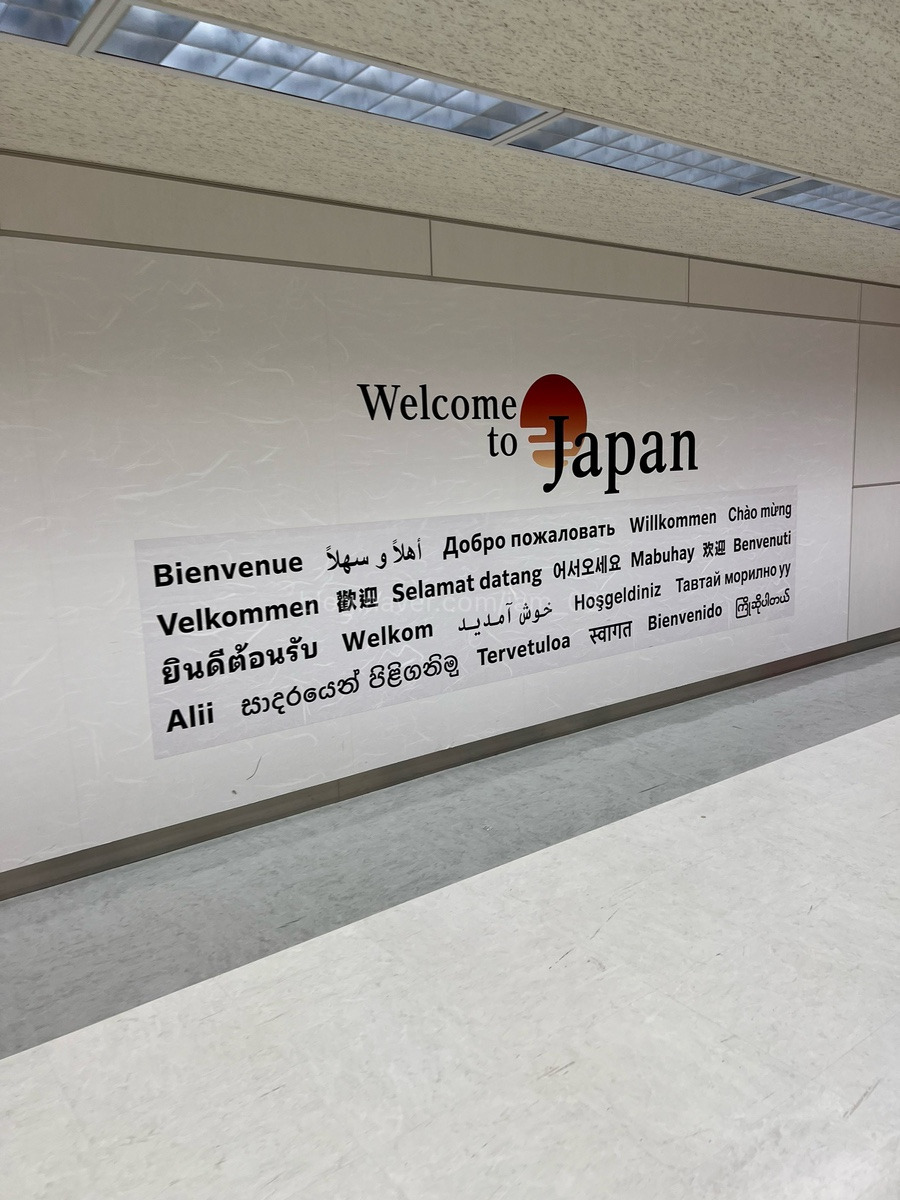 Welcome
to Japan
Bienvenue أهلاً و سهلاً Добро пожаловать Willkommen Chào mừng
Velkommen 歡迎 Selamat datang 어서오세요 Mabuhay 欢迎 Benvenuti
ยินดีต้อนรับ Welkom خوش آمدید Hoşgeldiniz Тавтай морилно уу
Alii සාදරයෙන් පිළිගනිමු Tervetuloa स्वागत Bienvenido ကြိုဆိုပါတယ်